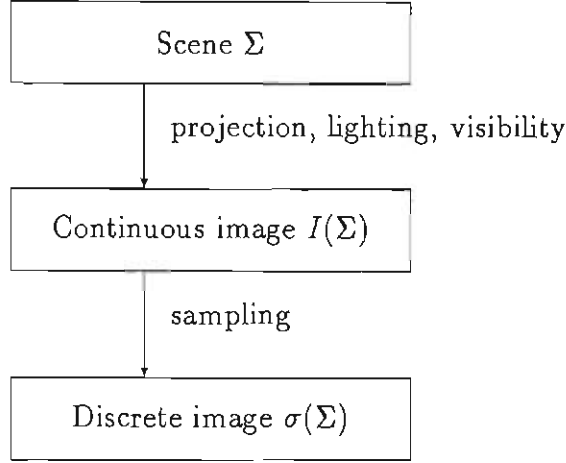 Scene Σ
projection, lighting, visibility
Continuous image I(Σ)
sampling
Discrete image σ(Σ)